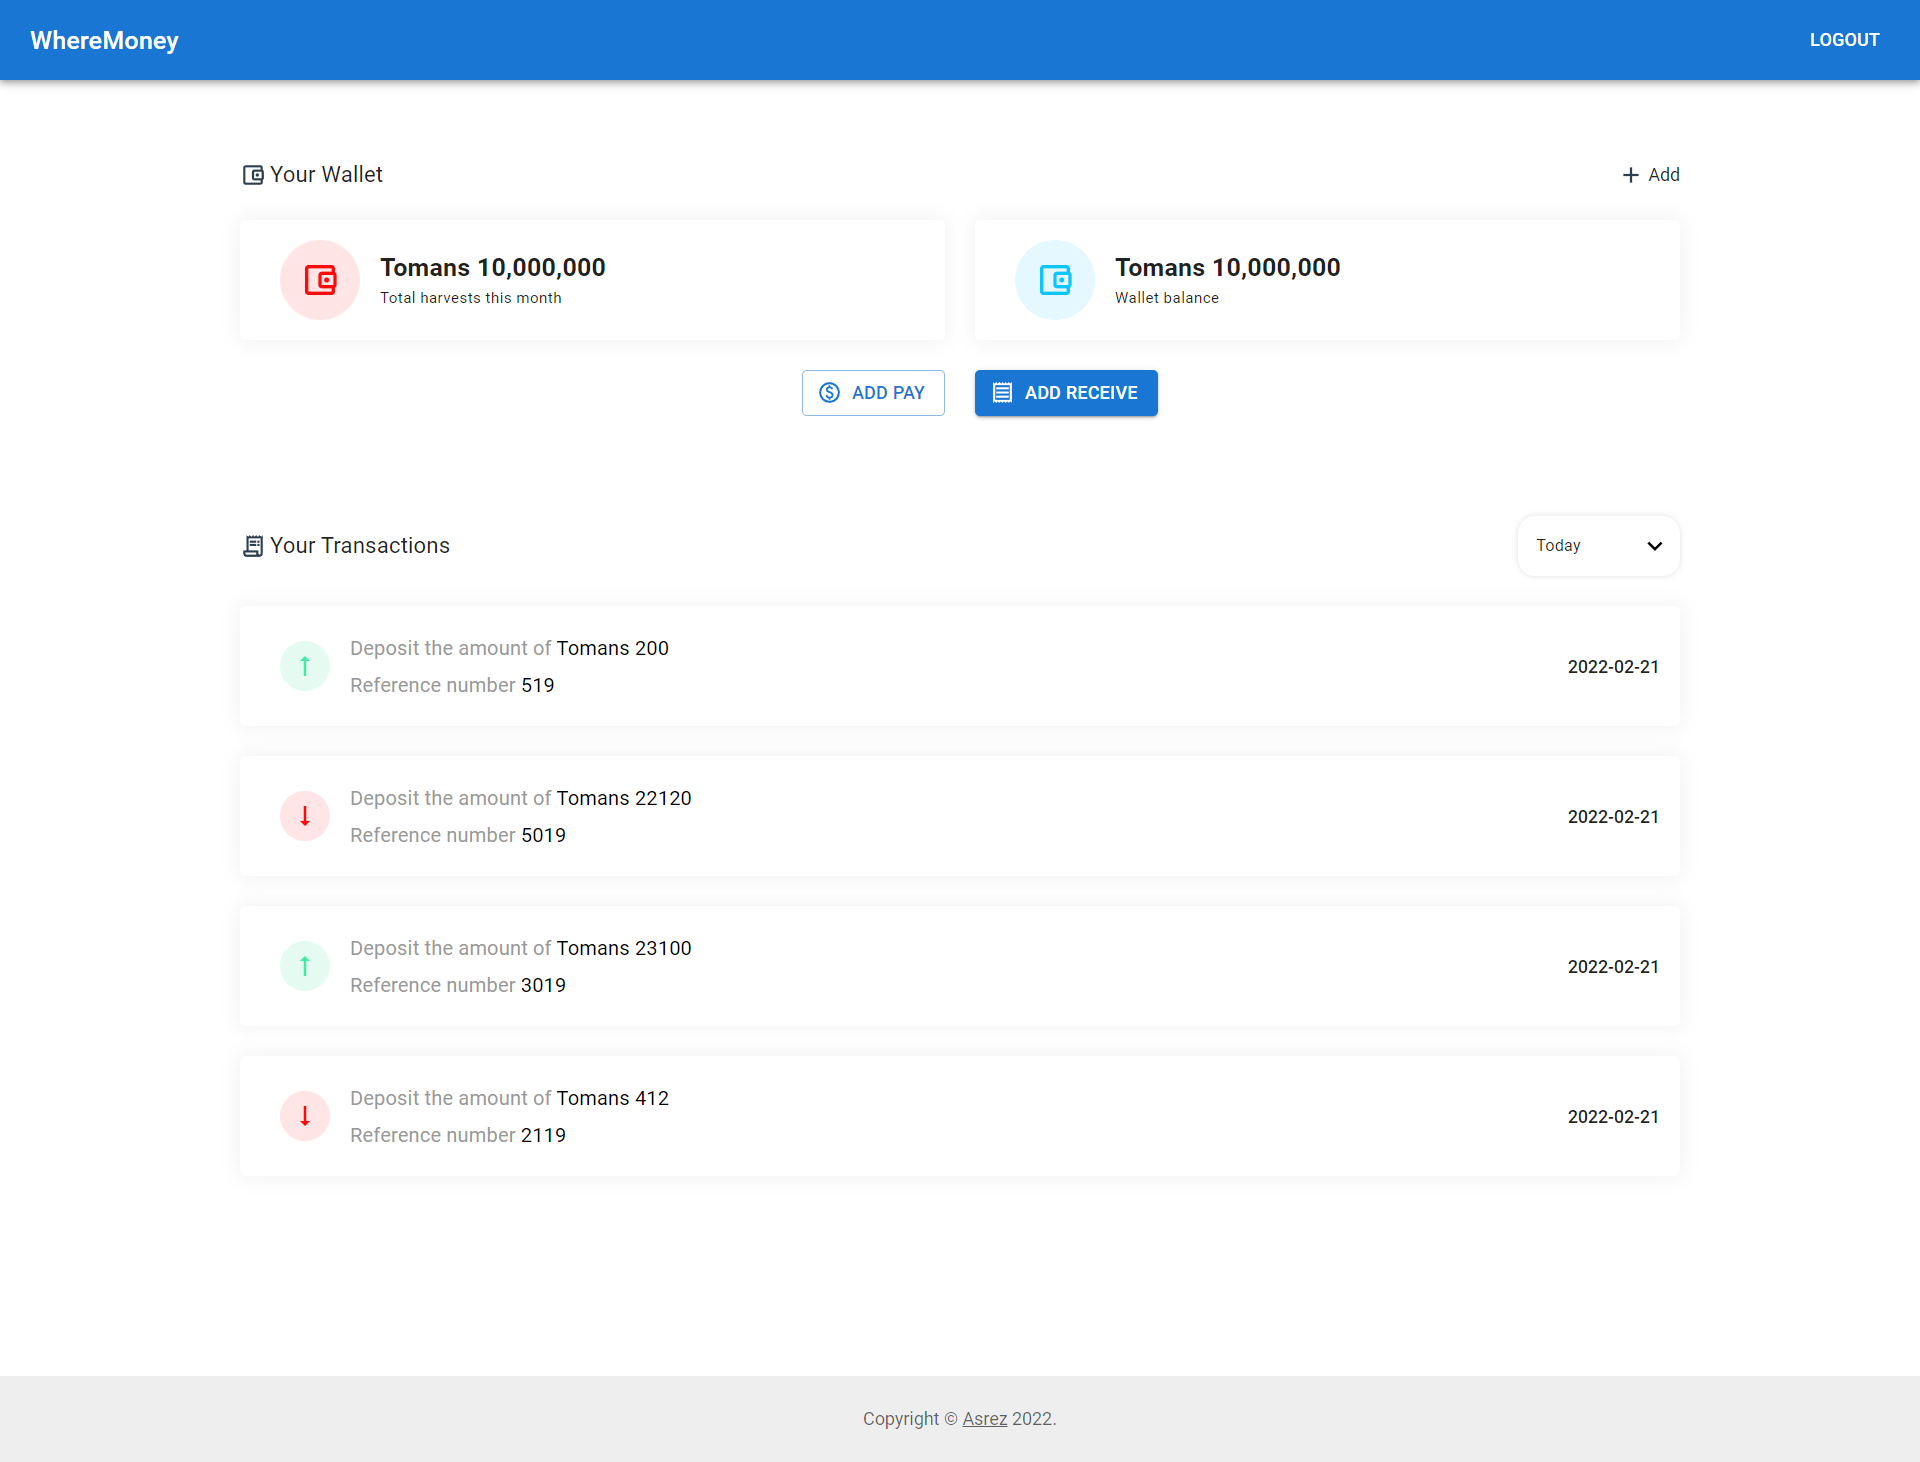 WhereMoney
LOGOUT
Your Wallet
Add
Tomans 10,000,000
Total harvests this month
Tomans 10,000,000
Wallet balance
ADD PAY
ADD RECEIVE
Your Transactions
Today
Deposit the amount of Tomans 200
Reference number 519
2022-02-21
Deposit the amount of Tomans 22120
Reference number 5019
2022-02-21
Deposit the amount of Tomans 23100
Reference number 3019
2022-02-21
Deposit the amount of Tomans 412
Reference number 2119
2022-02-21
Copyright © Asrez 2022.